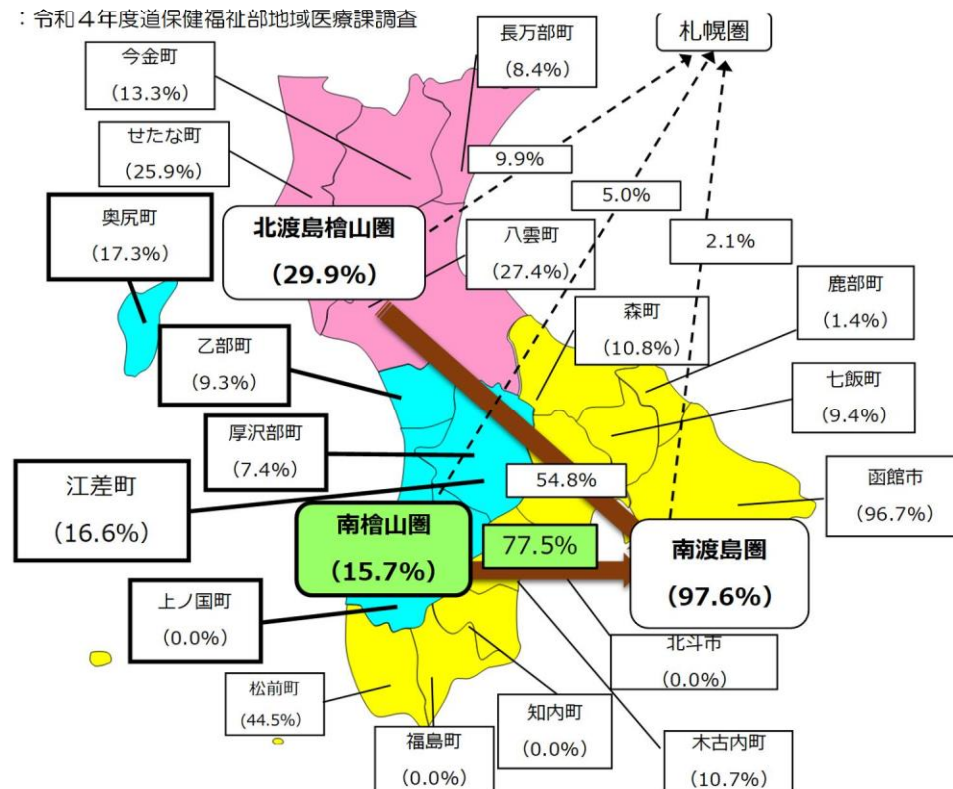 ：令和４年度道保健福祉部地域医療課調査
札幌圏
長万部町
(8.4%)
今金町
(13.3%)
せたな町
(25.9%)
9.9%
5.0%
2.1%
奥尻町
(17.3%)
北渡島檜山圏
(29.9%)
八雲町
(27.4%)
鹿部町
(1.4%)
森町
(10.8%)
乙部町
(9.3%)
七飯町
(9.4%)
厚沢部町
(7.4%)
江差町
(16.6%)
54.8%
函館市
(96.7%)
南檜山圏
(15.7%)
77.5%
南渡島圏
(97.6%)
上ノ国町
(0.0%)
北斗市
(0.0%)
松前町
(44.5%)
知内町
(0.0%)
福島町
(0.0%)
木古内町
(10.7%)